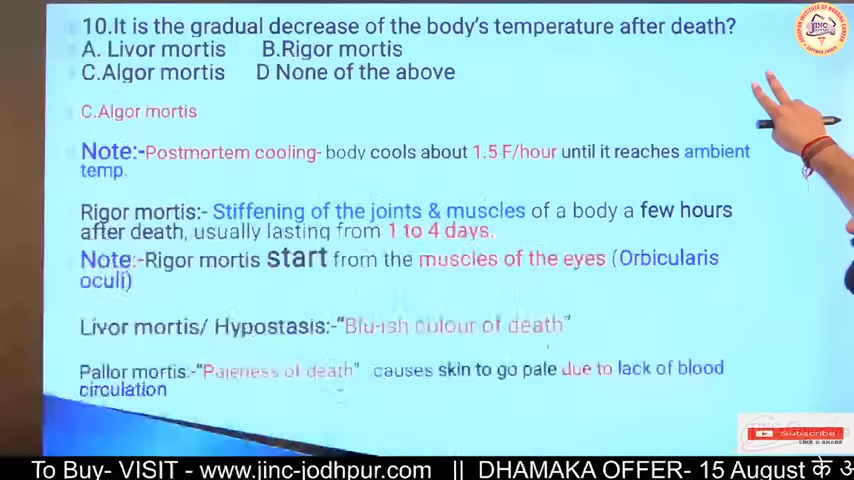 10.It is the gradual decrease of the body's temperature after death?
A. Livor mortis B.Rigor mortis
C.Algor mortis D None of the above
C.Algor mortis
Note:-Postmortem cooling- body cools about 1.5 F/hour until it reaches ambient
temp.
Rigor mortis:- Stiffening of the joints & muscles of a body a few hours
after death, usually lasting from 1 to 4 days.
Note:-Rigor mortis start from the muscles of the eyes (Orbicularis
oculi)
Livor mortis/ Hypostasis:-"Blu-ish colour of death"
Pallor mortis:-"Paleness of death" causes skin to go pale due to lack of blood
circulation
JINC
Subscribe
LIKE & SHARE
To Buy- VISIT - www.jinc-jodhpur.com || DHAMAKA OFFER- 15 August के अ